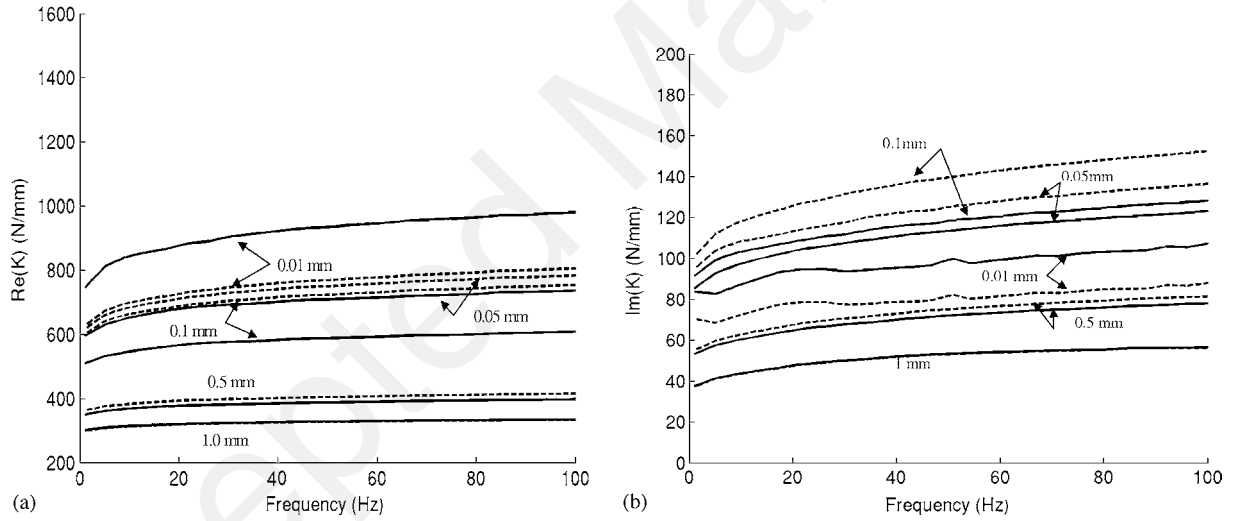 1600
1400
1200
1000
800
600
400
200
0
20
40
60
80
100
Re(K) (N/mm)
Frequency (Hz)
0.01 mm
0.1 mm
0.05 mm
0.5 mm
1.0 mm
(a)
200
180
160
140
120
100
80
60
40
20
0
0
20
40
60
80
100
Im(K) (N/mm)
Frequency (Hz)
0.1mm
0.05mm
0.01 mm
0.5 mm
1 mm
(b)
epted Ma